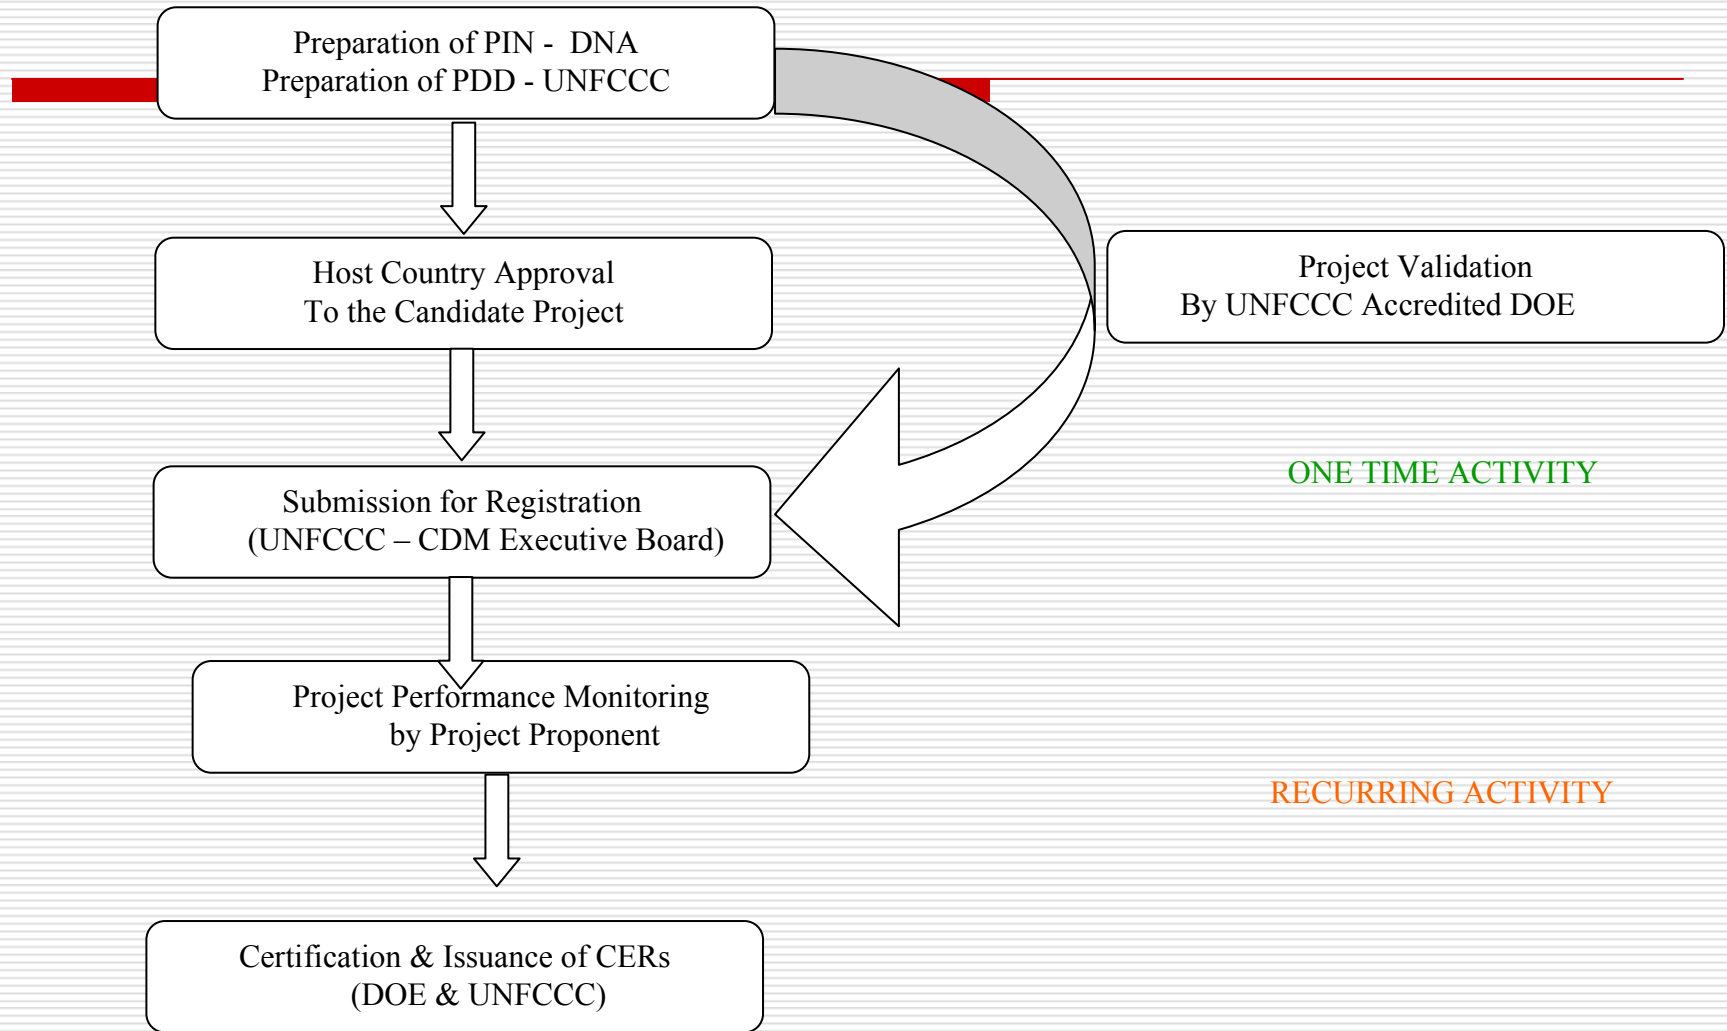 Preparation of PIN - DNA
Preparation of PDD - UNFCCC
Host Country Approval
To the Candidate Project
Project Validation
By UNFCCC Accredited DOE
ONE TIME ACTIVITY
Submission for Registration
(UNFCCC – CDM Executive Board)
Project Performance Monitoring
by Project Proponent
RECURRING ACTIVITY
Certification & Issuance of CERs
(DOE & UNFCCC)